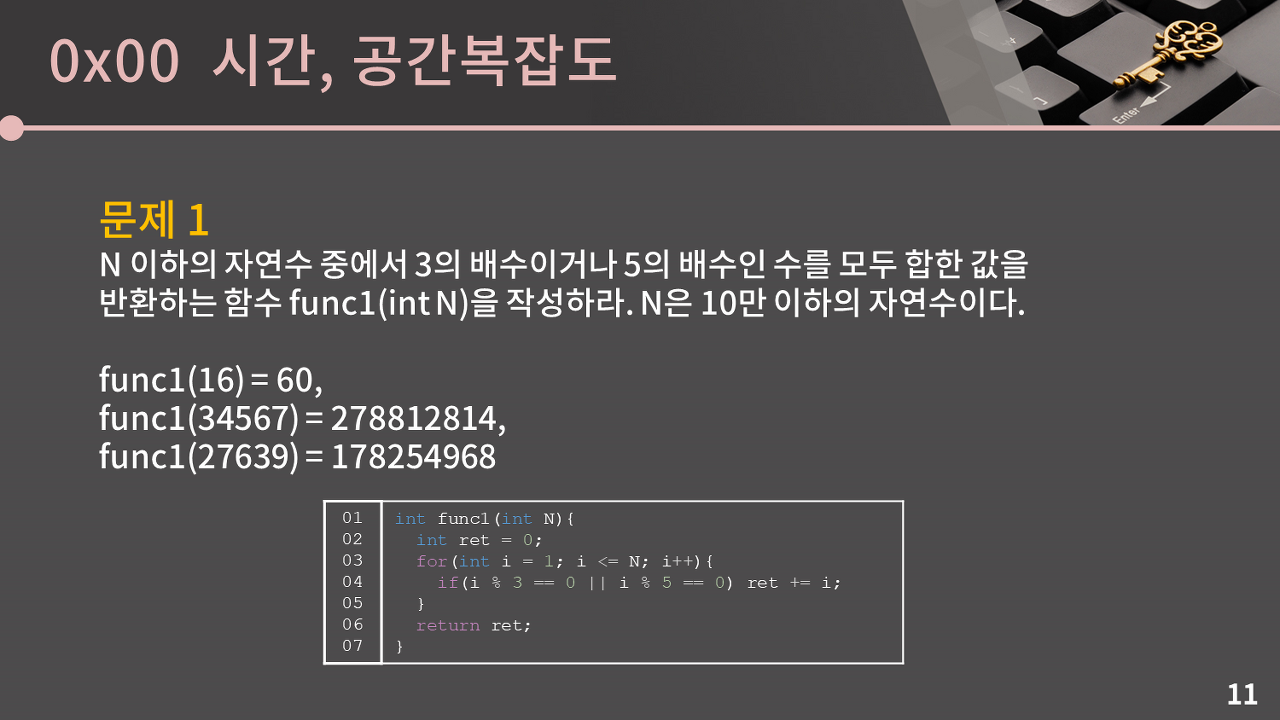 0x00 시간, 공간복잡도
Enter
문제 1
N 이하의 자연수 중에서 3의 배수이거나 5의 배수인 수를 모두 합한 값을
반환하는 함수 func1(int N)을 작성하라. N은 10만 이하의 자연수이다.
func1(16) = 60,
func1(34567) = 278812814,
func1(27639) = 178254968
01 int func1(int N){
02   int ret = 0;
03   for(int i = 1; i <= N; i++){
04     if(i % 3 == 0 || i % 5 == 0) ret += i;
05   }
06   return ret;
07 }
11